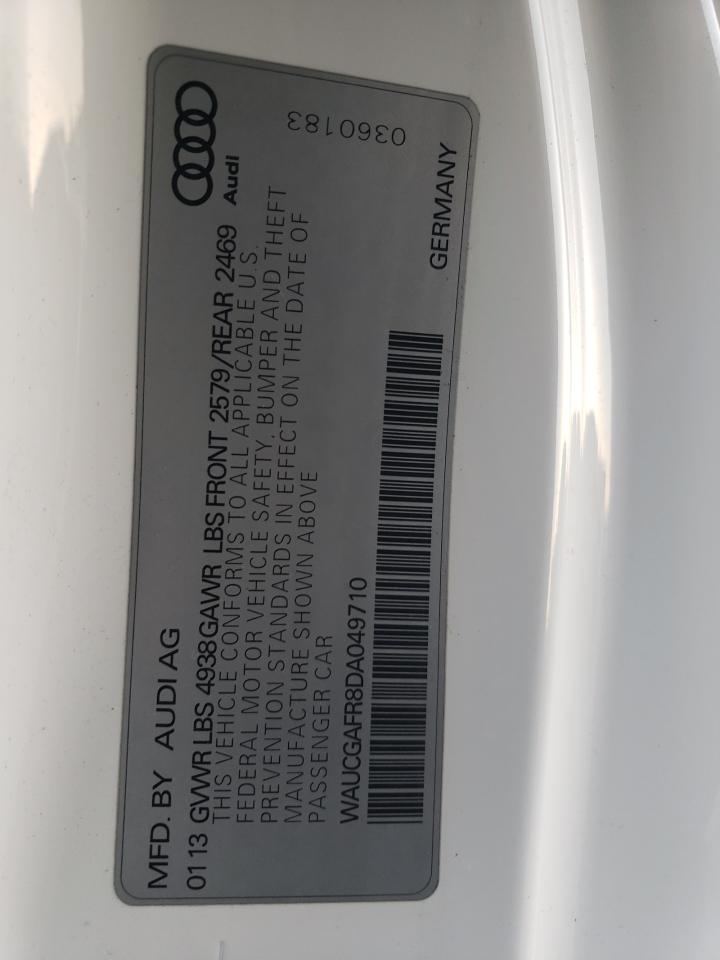 MFD. BY AUDI AG
Audi
01 13 GVWR LBS 4938 GAWR LBS FRONT 2579/REAR 2469
THIS VEHICLE CONFORMS TO ALL APPLICABLE U.S.
FEDERAL MOTOR VEHICLE SAFETY, BUMPER AND THEFT
PREVENTION STANDARDS IN EFFECT ON THE DATE OF
MANUFACTURE SHOWN ABOVE
PASSENGER CAR
0360183
WAUCGAFR8DA049710
GERMANY